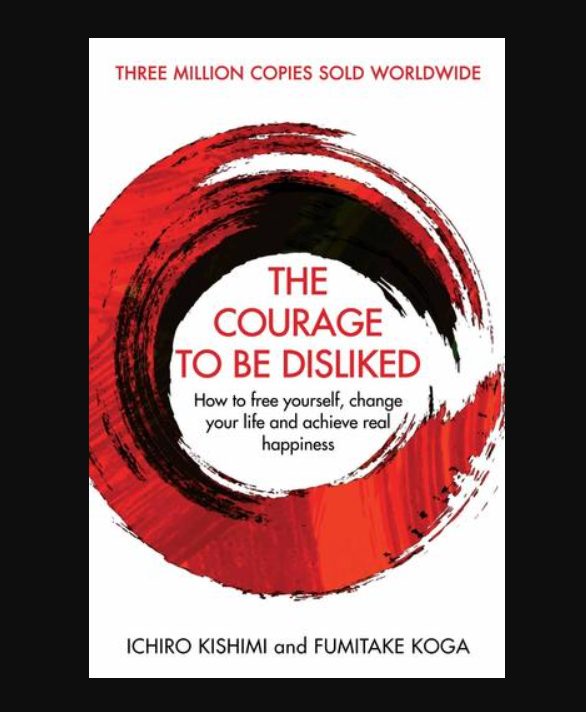 THREE MILLION COPIES SOLD WORLDWIDE
THE
COURAGE
TO BE DISLIKED
How to free yourself, change
your life and achieve real
happiness
ICHIRO KISHIMI and FUMITAKE KOGA